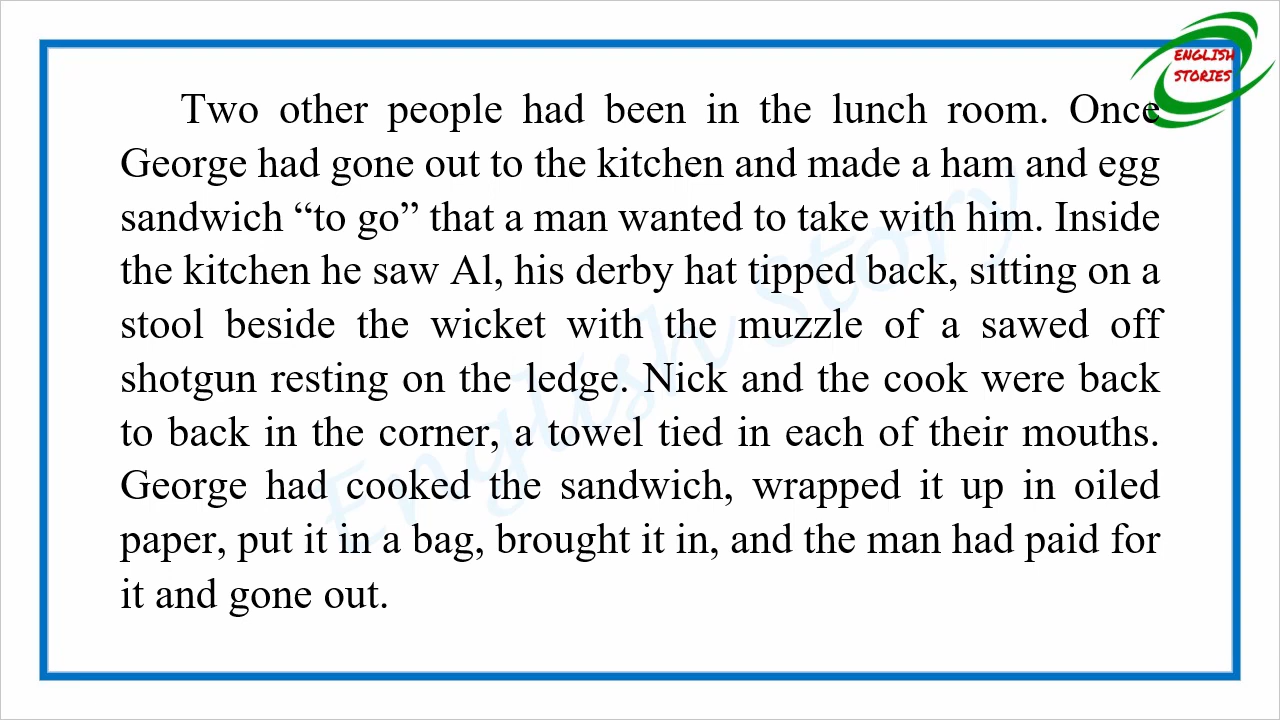 ENGLISH
STORIES
Two other people had been in the lunch room. Once
George had gone out to the kitchen and made a ham and egg
sandwich “to go” that a man wanted to take with him. Inside
the kitchen he saw Al, his derby hat tipped back, sitting on a
stool beside the wicket with the muzzle of a sawed off
shotgun resting on the ledge. Nick and the cook were back
to back in the corner, a towel tied in each of their mouths.
George had cooked the sandwich, wrapped it up in oiled
paper, put it in a bag, brought it in, and the man had paid for
it and gone out.
English Story